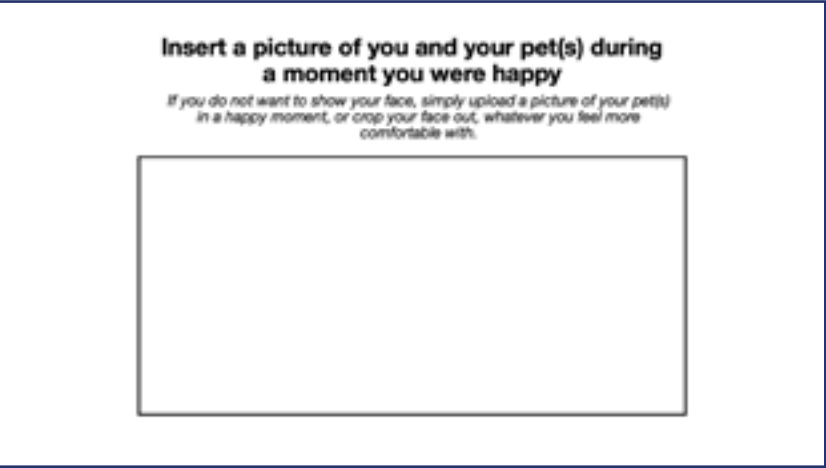 Insert a picture of you and your pet(s) during
a moment you were happy
If you do not want to show your face, simply upload a picture of your pet(s)
in a happy moment, or crop your face out, whatever you feel more
comfortable with.